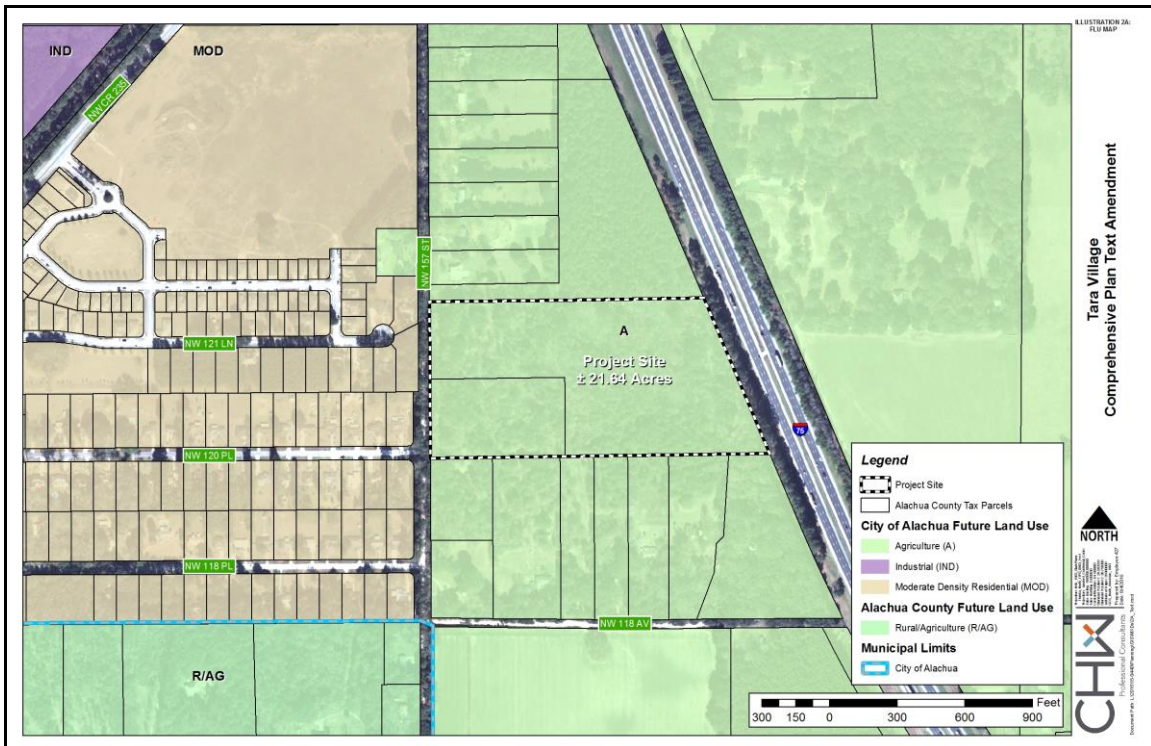 ILLUSTRATION 2A:
FLU MAP
IND
MOD
NW CR 235
NW 157 ST
A
Project Site
± 21.64 Acres
NW 121 LN
NW 120 PL
75
NW 118 PL
NW 118 AV
R/AG
Tara Village
Comprehensive Plan Text Amendment
Legend
Project Site
Alachua County Tax Parcels
City of Alachua Future Land Use
Agriculture (A)
Industrial (IND)
Moderate Density Residential (MOD)
Alachua County Future Land Use
Rural/Agriculture (R/AG)
Municipal Limits
City of Alachua
Feet
300 150 0 300 600 900
NORTH
CHW
Professional Consultants